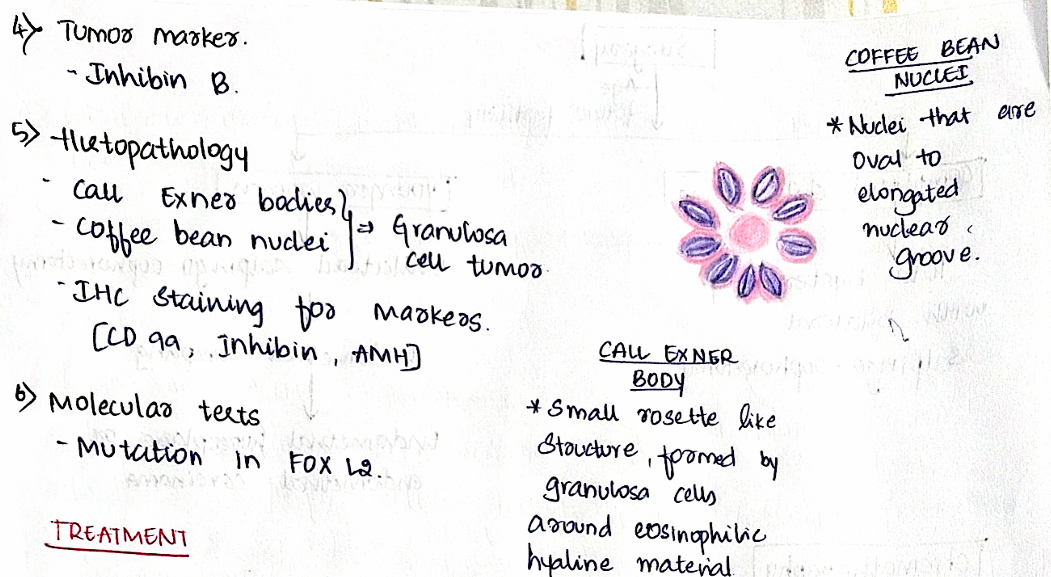 4) Tumor marker.
- Inhibin B.
5) Histopathology
- Call Exner bodies
- Coffee bean nuclei
⇒ Granulosa
cell tumor.
- IHC Staining for markers.
[CD 99, Inhibin, AMH]
6) Molecular tests
- Mutation in FOX L2.
TREATMENT
COFFEE BEAN
NUCLEI
* Nuclei that are
oval to
elongated
nuclear
groove.
CALL EXNER
BODY
* Small rosette like
structure, formed by
granulosa cells
around eosinophilic
hyaline material